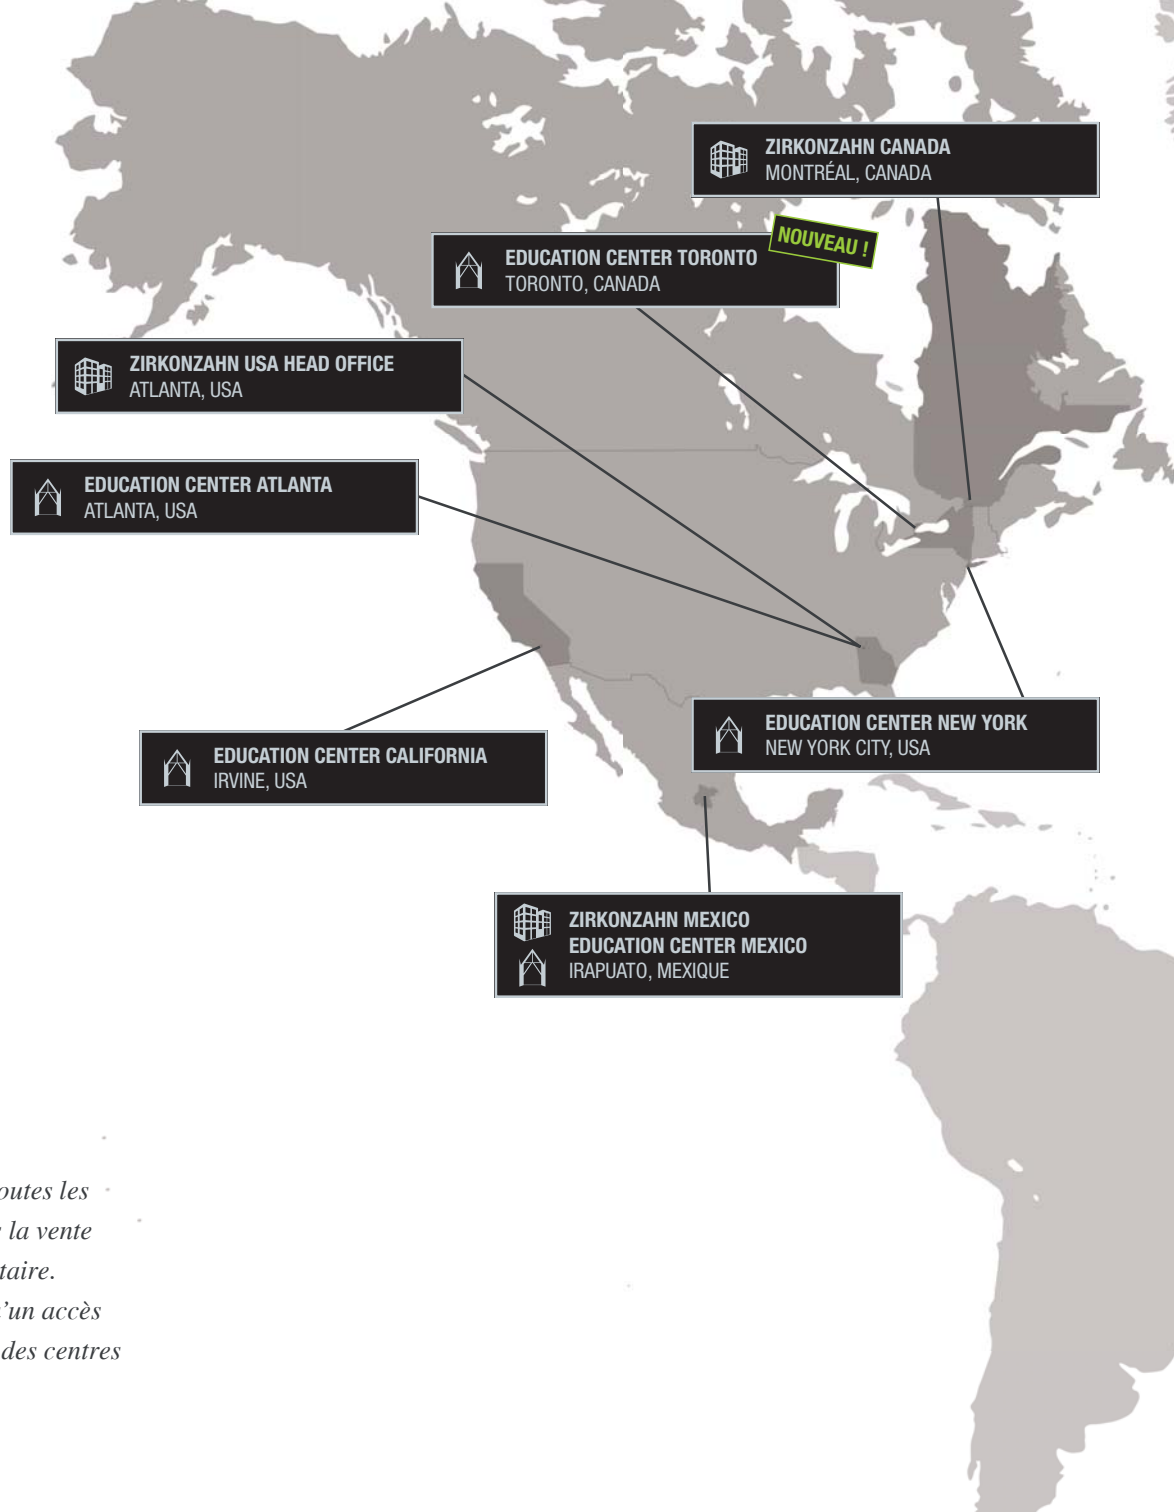 ZIRKONZAHN CANADA
MONTRÉAL, CANADA
NOUVEAU !
EDUCATION CENTER TORONTO
TORONTO, CANADA
ZIRKONZAHN USA HEAD OFFICE
ATLANTA, USA
EDUCATION CENTER ATLANTA
ATLANTA, USA
EDUCATION CENTER NEW YORK
NEW YORK CITY, USA
EDUCATION CENTER CALIFORNIA
IRVINE, USA
ZIRKONZAHN MEXICO
EDUCATION CENTER MEXICO
IRAPUATO, MEXIQUE
outes les
la vente
taire.
'un accès
des centres